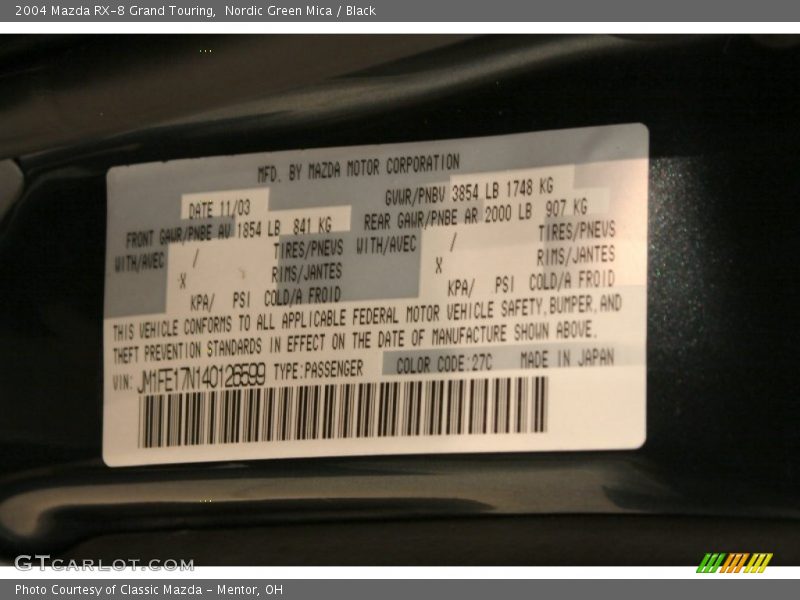 2004 Mazda RX-8 Grand Touring,  Nordic Green Mica / Black
MFD. BY MAZDA MOTOR CORPORATION
DATE 11/03 GVWR/PNBV 3854 LB 1748 KG
FRONT GAWR/PNBE AV 1854 LB 841 KG REAR GAWR/PNBE AR 2000 LB 907 KG
WITH/AVEC / TIRES/PNEUS WITH/AVEC / TIRES/PNEUS
X RIMS/JANTES X RIMS/JANTES
KPA/ PSI COLD/A FROID KPA/ PSI COLD/A FROID
THIS VEHICLE CONFORMS TO ALL APPLICABLE FEDERAL MOTOR VEHICLE SAFETY, BUMPER, AND
THEFT PREVENTION STANDARDS IN EFFECT ON THE DATE OF MANUFACTURE SHOWN ABOVE.
VIN: JM1FE17N140126599 TYPE:PASSENGER COLOR CODE:27C MADE IN JAPAN
GTCARLOT.COM
Photo Courtesy of Classic Mazda - Mentor, OH